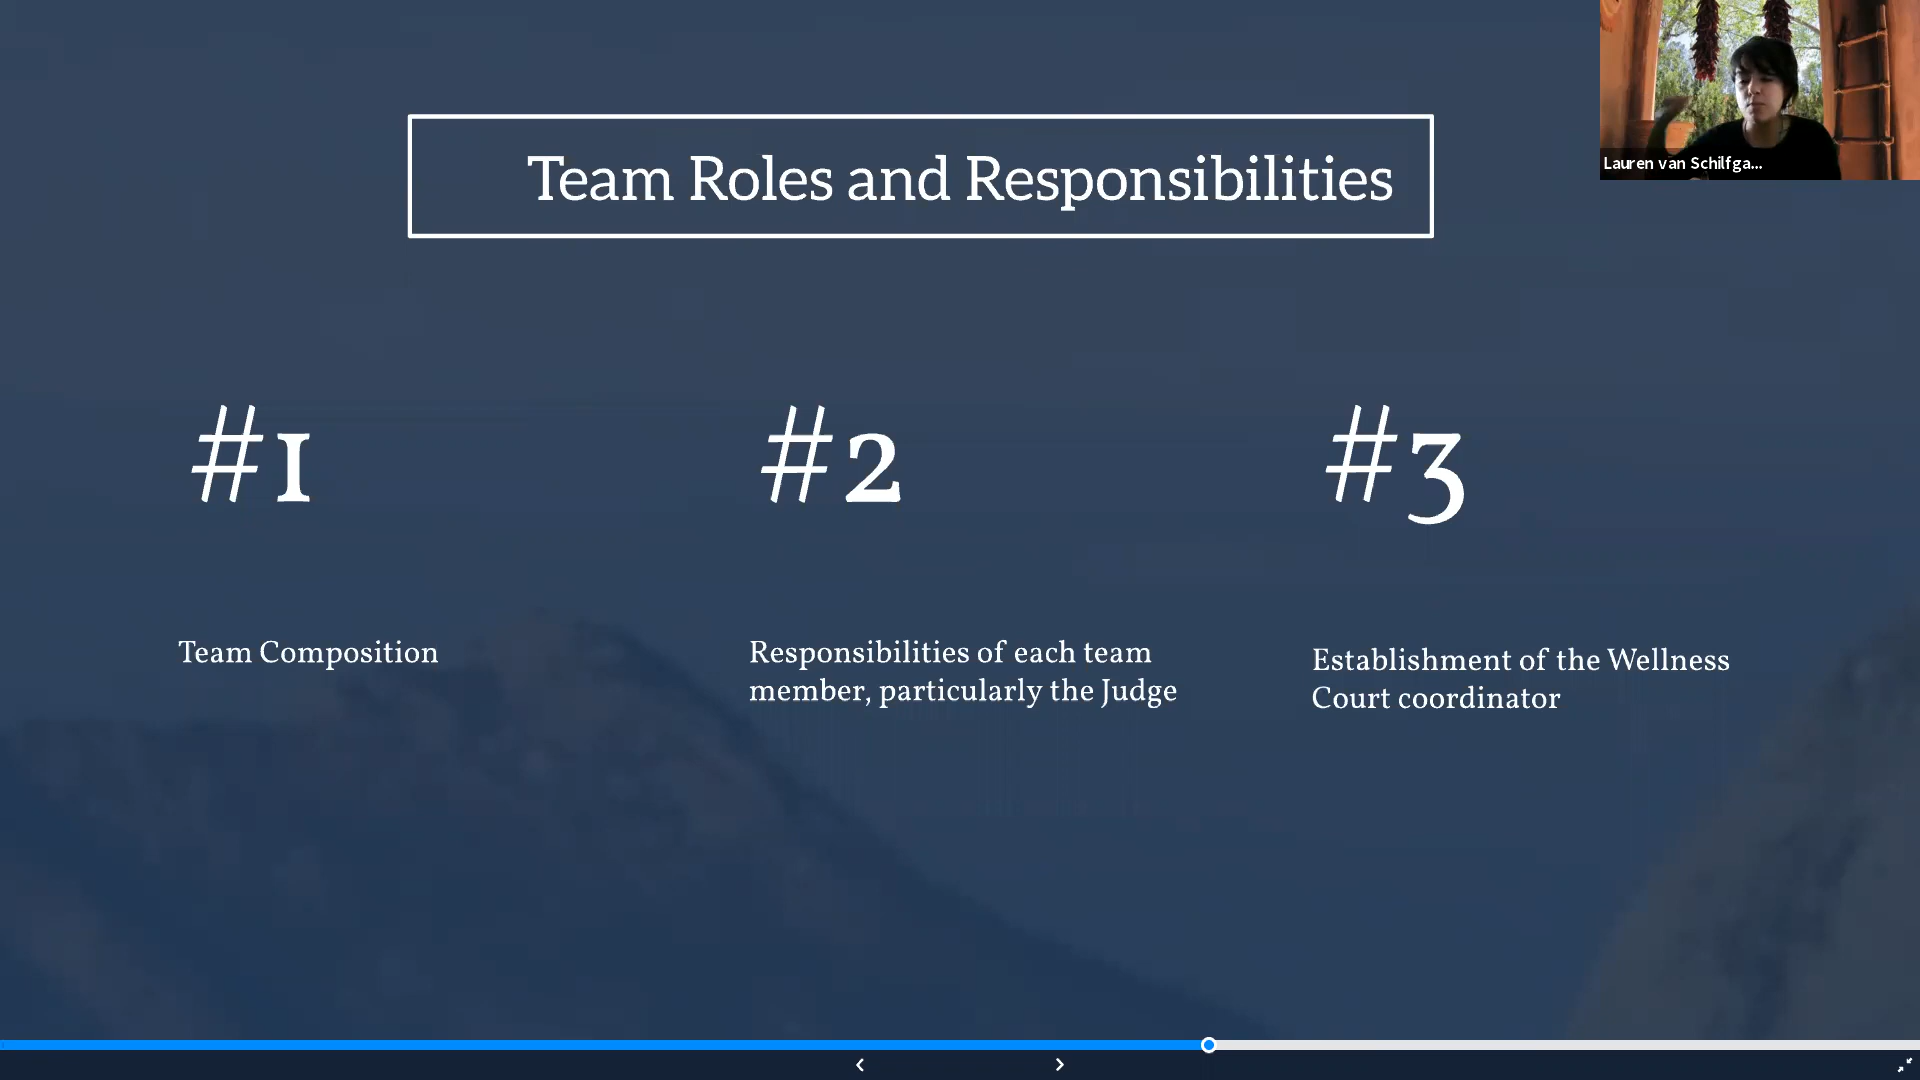 Team Roles and Responsibilities
Lauren van Schilfga...
#1
#2
#3
Team Composition
Responsibilities of each team
member, particularly the Judge
Establishment of the Wellness
Court coordinator